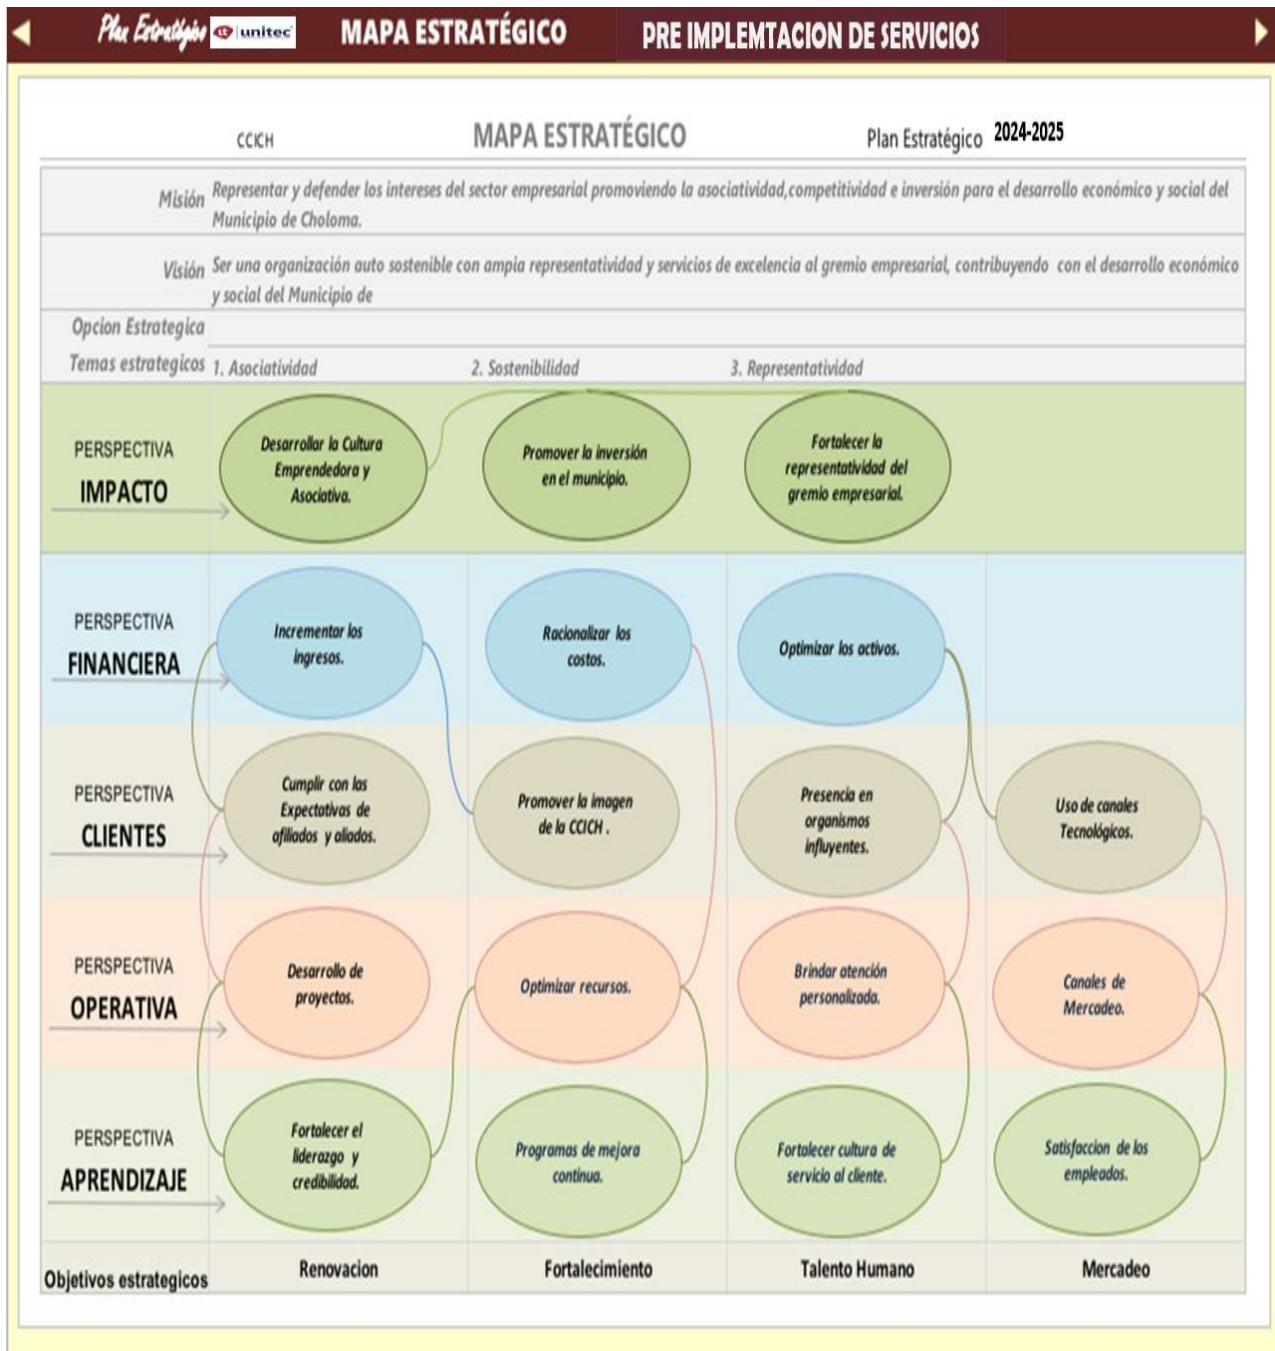 Plan Estratégico unitec MAPA ESTRATÉGICO PRE IMPLEMTACION DE SERVICIOS
CCICH MAPA ESTRATÉGICO Plan Estratégico 2024-2025
Misión Representar y defender los intereses del sector empresarial promoviendo la asociatividad,competitividad e inversión para el desarrollo económico y social del
Municipio de Choloma.
Visión Ser una organización auto sostenible con ampia representatividad y servicios de excelencia al gremio empresarial, contribuyendo con el desarrollo económico
y social del Municipio de
Opcion Estrategica
Temas estrategicos 1. Asociatividad 2. Sostenibilidad 3. Representatividad
PERSPECTIVA
IMPACTO
Desarrollar la Cultura
Emprendedora y
Asociativa.
Promover la inversión
en el municipio.
Fortalecer la
representatividad del
gremio empresarial.
PERSPECTIVA
FINANCIERA
Incrementar los
ingresos.
Racionalizar los
costos.
Optimizar los activos.
PERSPECTIVA
CLIENTES
Cumplir con las
Expectativas de
afiliados y aliados.
Promover la imagen
de la CCICH .
Presencia en
organismos
influyentes.
Uso de canales
Tecnológicos.
PERSPECTIVA
OPERATIVA
Desarrollo de
proyectos.
Optimizar recursos.
Brindar atención
personalizada.
Canales de
Mercadeo.
PERSPECTIVA
APRENDIZAJE
Fortalecer el
liderazgo y
credibilidad.
Programas de mejora
continua.
Fortalecer cultura de
servicio al cliente.
Satisfaccion de los
empleados.
Objetivos estrategicos Renovacion Fortalecimiento Talento Humano Mercadeo